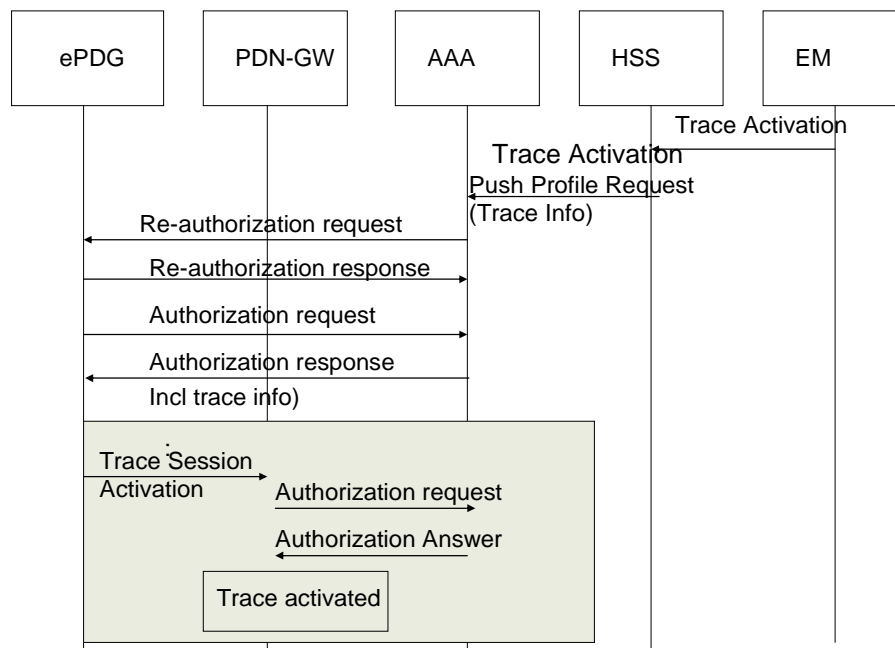 ePDG
PDN-GW
AAA
HSS
EM
Trace Activation
Trace Activation
Push Profile Request
(Trace Info)
Re-authorization request
Re-authorization response
Authorization request
Authorization response
Incl trace info)
:
Trace Session
Activation
Authorization request
Authorization Answer
Trace activated